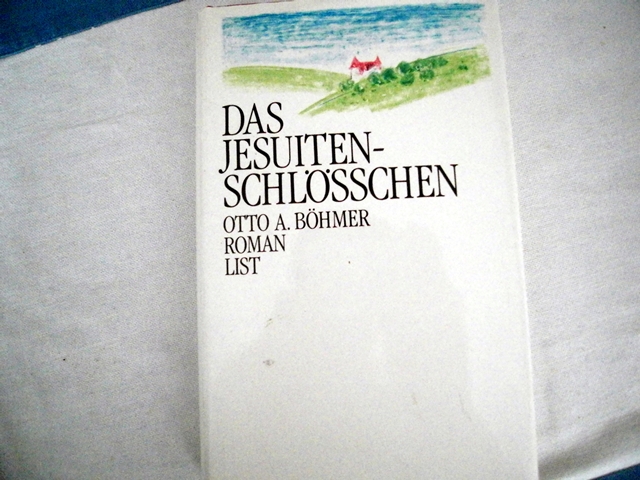 DAS
JESUITEN-
SCHLÖSSCHEN
OTTO A. BÖHMER
ROMAN
LIST